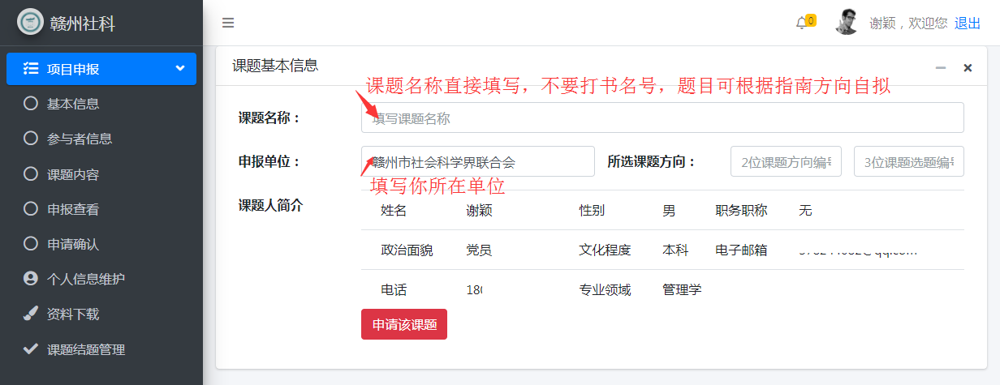 赣州社科
0
谢颖，欢迎您 退出
项目申报
基本信息
参与者信息
课题内容
申报查看
申请确认
个人信息维护
资料下载
课题结题管理
课题基本信息
课题名称直接填写，不要打书名号，题目可根据指南方向自拟
课题名称： 填写课题名称
申报单位： 赣州市社会科学界联合会 所选课题方向： 2位课题方向编号 3位课题选题编号
填写你所在单位
课题人简介
姓名 谢颖 性别 男 职务职称 无
政治面貌 党员 文化程度 本科 电子邮箱
电话 180 专业领域 管理学
申请该课题